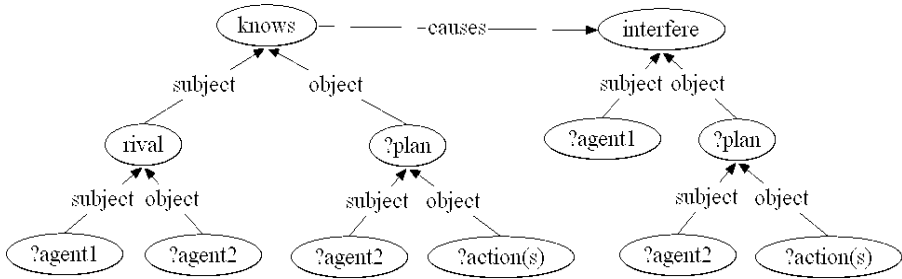 knows causes interfere
subject object subject object
?agent1
rival ?plan ?plan
subject object subject object subject object
?agent1 ?agent2 ?agent2 ?action(s) ?agent2 ?action(s)